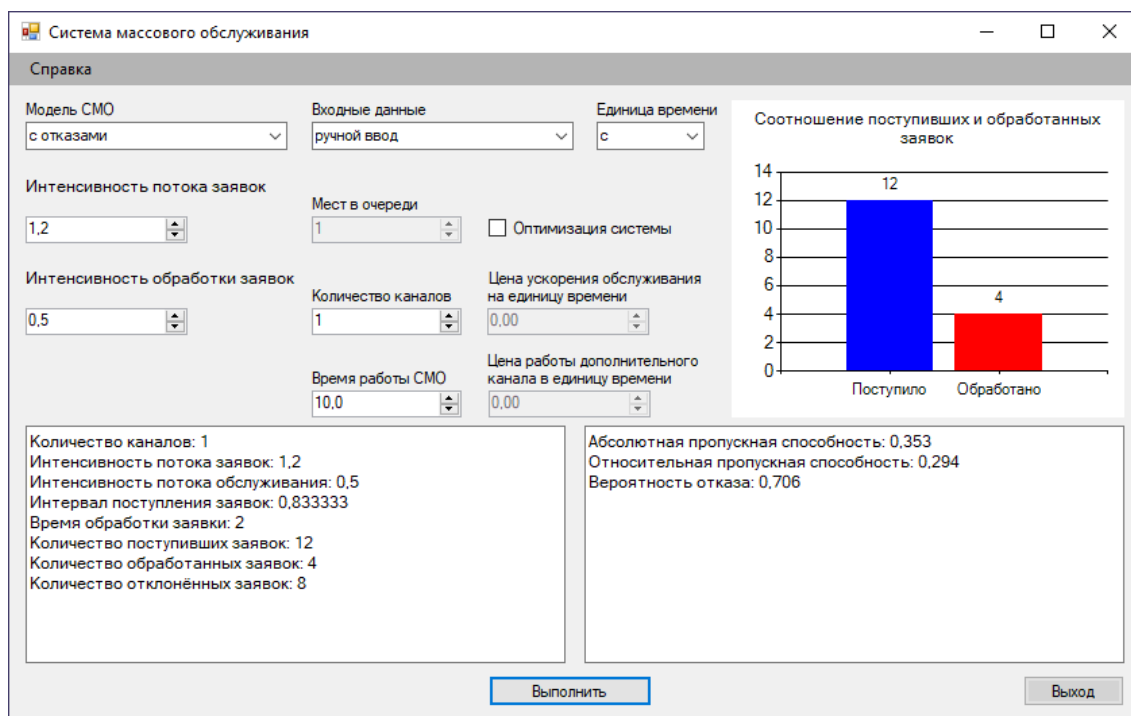 Система массового обслуживания
Справка
Модель СМО
с отказами
Входные данные
ручной ввод
Единица времени
с
Интенсивность потока заявок
1,2
Мест в очереди
1
Оптимизация системы
Интенсивность обработки заявок
0,5
Количество каналов
1
Цена ускорения обслуживания
на единицу времени
0,00
Время работы СМО
10,0
Цена работы дополнительного
канала в единицу времени
0,00
Соотношение поступивших и обработанных
заявок
14
12
10
8
6
4
2
0
12
4
Поступило
Обработано
Количество каналов: 1
Интенсивность потока заявок: 1,2
Интенсивность потока обслуживания: 0,5
Интервал поступления заявок: 0,833333
Время обработки заявки: 2
Количество поступивших заявок: 12
Количество обработанных заявок: 4
Количество отклонённых заявок: 8
Абсолютная пропускная способность: 0,353
Относительная пропускная способность: 0,294
Вероятность отказа: 0,706
Выполнить
Выход